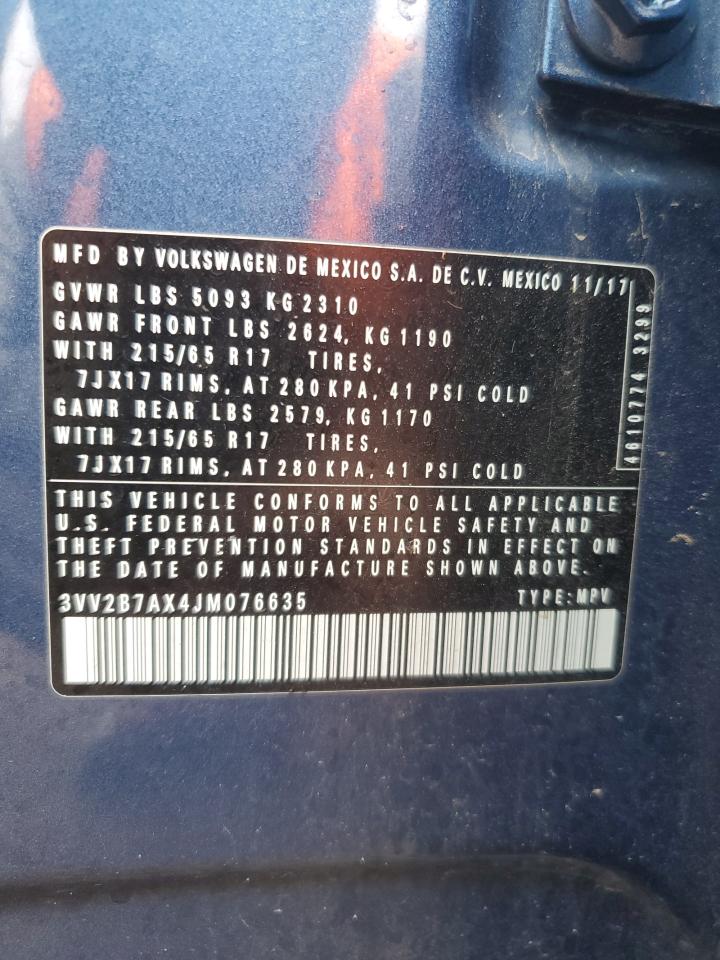 MFD BY VOLKSWAGEN DE MEXICO S.A. DE C.V. MEXICO 11/17
GVWR LBS 5093 KG 2310
GAWR FRONT LBS 2624, KG 1190
WITH 215/65 R17 TIRES,
7JX17 RIMS, AT 280 KPA, 41 PSI COLD
GAWR REAR LBS 2579, KG 1170
WITH 215/65 R17 TIRES,
7JX17 RIMS, AT 280 KPA, 41 PSI COLD
4610774 3299
THIS VEHICLE CONFORMS TO ALL APPLICABLE
U.S. FEDERAL MOTOR VEHICLE SAFETY AND
THEFT PREVENTION STANDARDS IN EFFECT ON
THE DATE OF MANUFACTURE SHOWN ABOVE.
3VV2B7AX4JM076635 TYPE: MPV